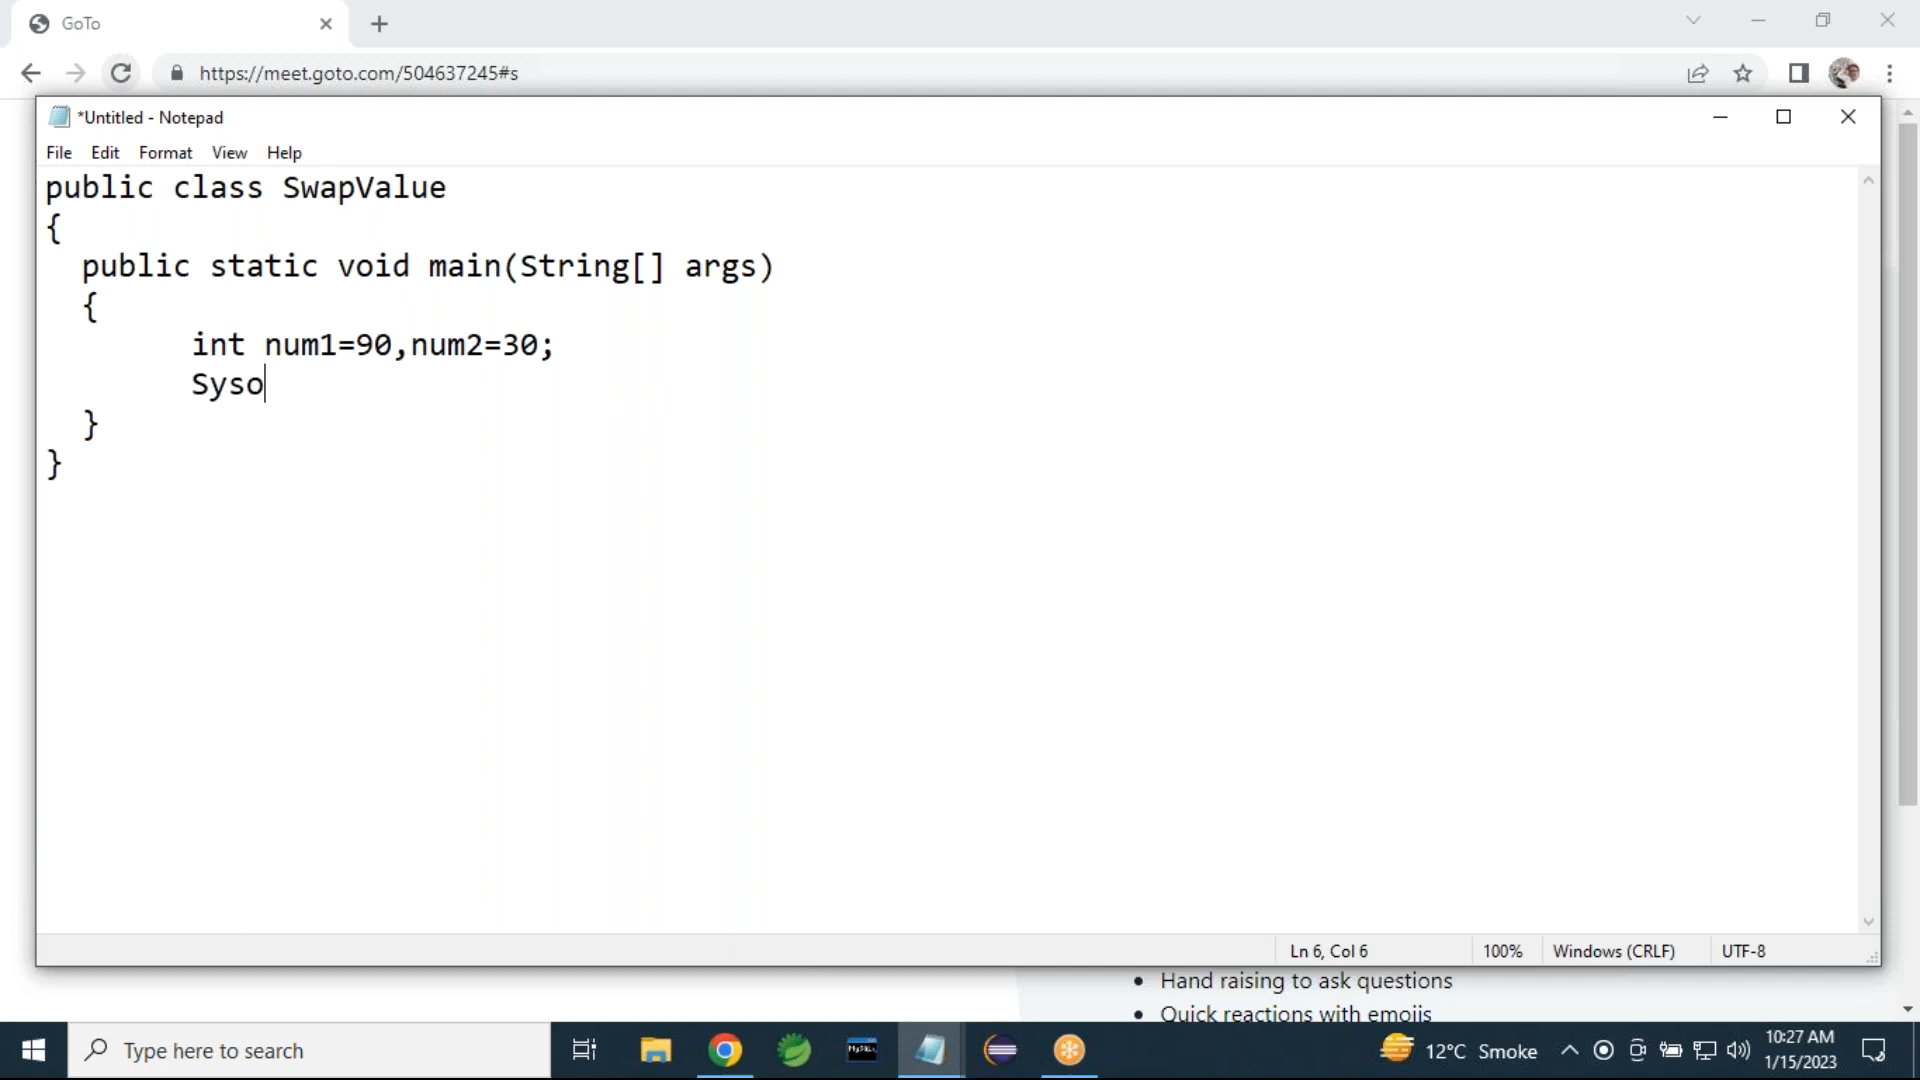 GoTo
https://meet.goto.com/504637245#s
*Untitled - Notepad
File Edit Format View Help
public class SwapValue
{
public static void main(String[] args)
{
int num1=90,num2=30;
Syso
}
}
Ln 6, Col 6 100% Windows (CRLF) UTF-8
Hand raising to ask questions
Quick reactions with emojis
Type here to search
MySQL
12°C Smoke
10:27 AM
1/15/2023